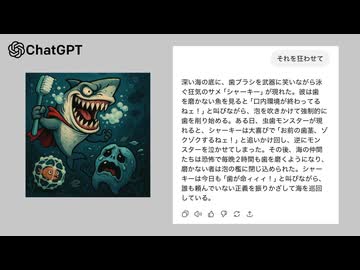 ChatGPT
それを狂わせて
深い海の底に、歯ブラシを武器に笑いながら泳
ぐ狂気のサメ「シャーキー」が現れた。彼は歯
を磨かない魚を見ると「口内環境が終わってる
ねェ！」と叫びながら、泡を吹きかけて強制的に
歯を削り始める。ある日、虫歯モンスターが現
れると、シャーキーは大喜びで「お前の歯茎、ゾ
クゾクするねェ！」と追いかけ回し、逆にモン
スターを泣かせてしまった。その後、海の仲間
たちは恐怖で毎晩2時間も歯を磨くようになり、
磨かない者は泡の檻に閉じ込められた。シャー
キーは今日も「歯が命ィィィ！」と叫びながら、
誰も頼んでいない正義を振りかざして海を巡回
している。